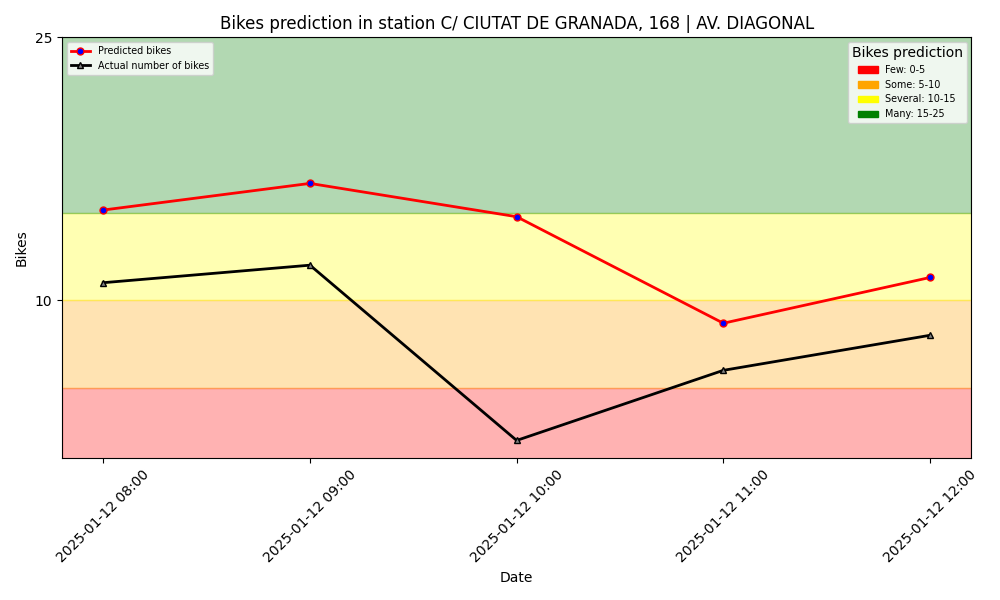 Bikes prediction in station C/ CIUTAT DE GRANADA, 168 | AV. DIAGONAL
25
Predicted bikes
Actual number of bikes
Bikes prediction
Few: 0-5
Some: 5-10
Several: 10-15
Many: 15-25
Bikes
10
2025-01-12 08:00
2025-01-12 09:00
2025-01-12 10:00
2025-01-12 11:00
2025-01-12 12:00
Date